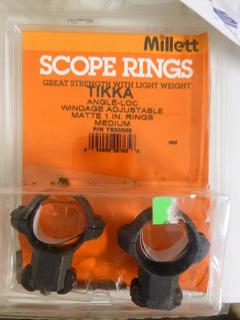 Millett
SCOPE RINGS
GREAT STRENGTH WITH LIGHT WEIGHT
TIKKA
ANGLE-LOC
WINDAGE ADJUSTABLE
MATTE 1 IN. RINGS
MEDIUM